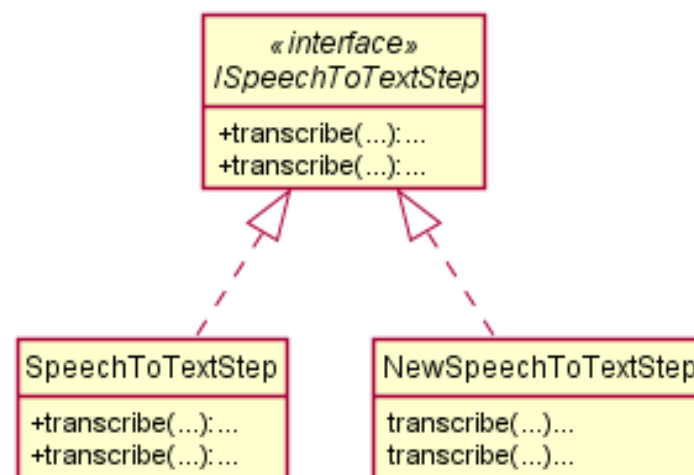 «interface»
ISpeechToTextStep
+transcribe(...):...
+transcribe(...):...
SpeechToTextStep
+transcribe(...):...
+transcribe(...):...
NewSpeechToTextStep
transcribe(...)...
transcribe(...)...